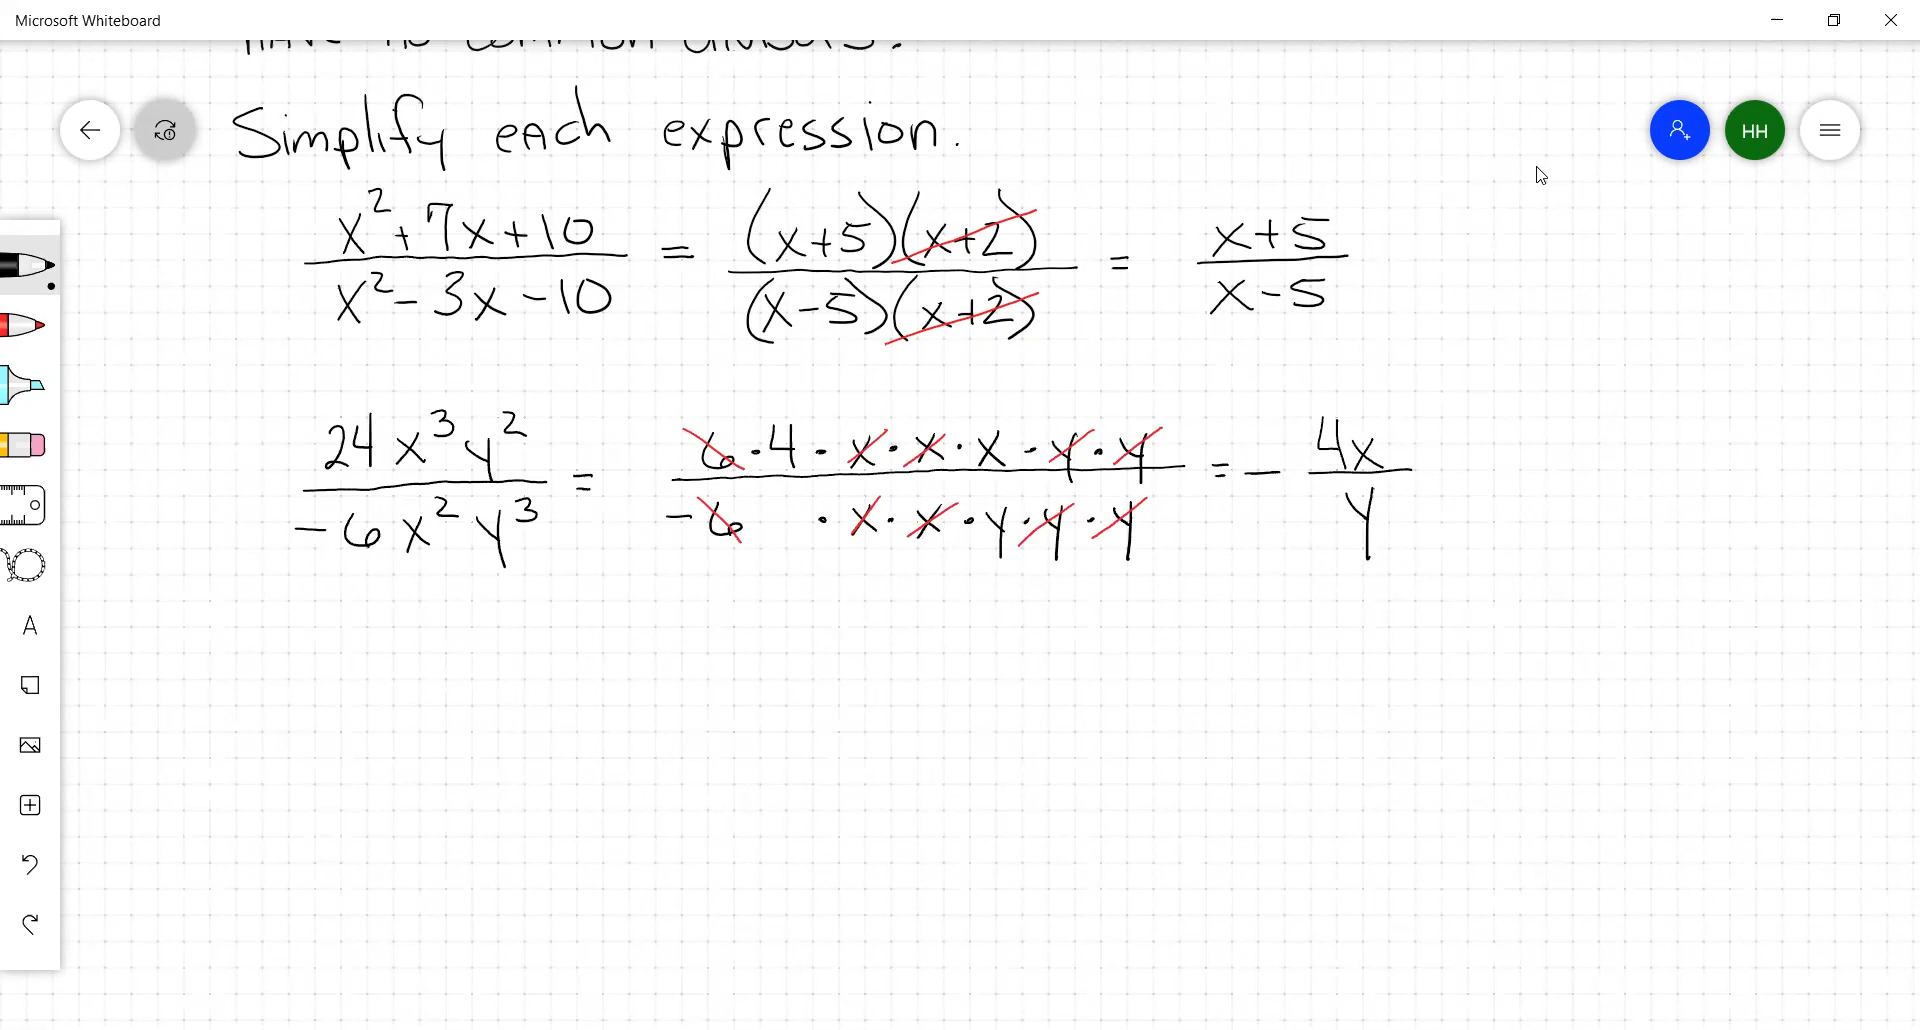 Microsoft Whiteboard
HH
Simplify each expression.
x²+7x+10 / x²-3x-10 = (x+5)(x+2) / (x-5)(x+2) = x+5 / x-5
24x³y² / -6x²y³ = 6·4·x·x·x·y·y / -6·x·x·y·y·y = - 4x / y
A